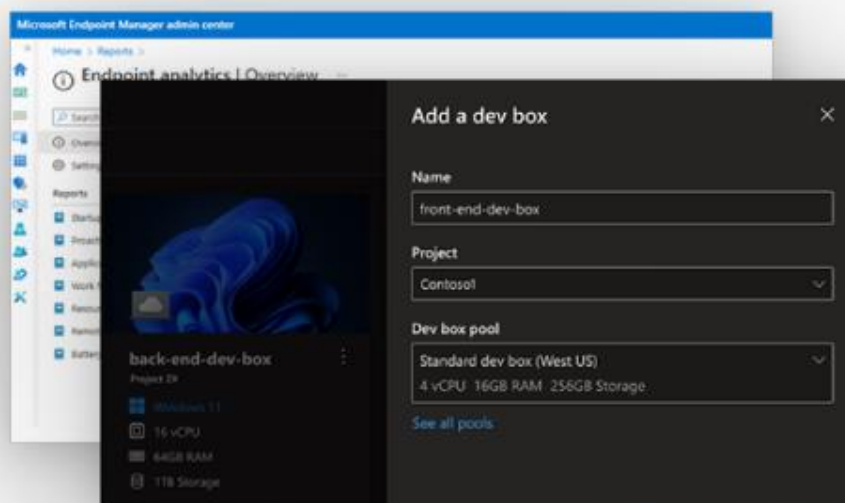 Microsoft Endpoint Manager admin center
Home > Reports >
Endpoint analytics | Overview
Search
Reports
Add a dev box
Name
front-end-dev-box
Project
Contoso1
Dev box pool
Standard dev box (West US)
4 vCPU 16GB RAM 256GB Storage
See all pools
back-end-dev-box
Windows 11
16 vCPU
64GB RAM
1TB Storage